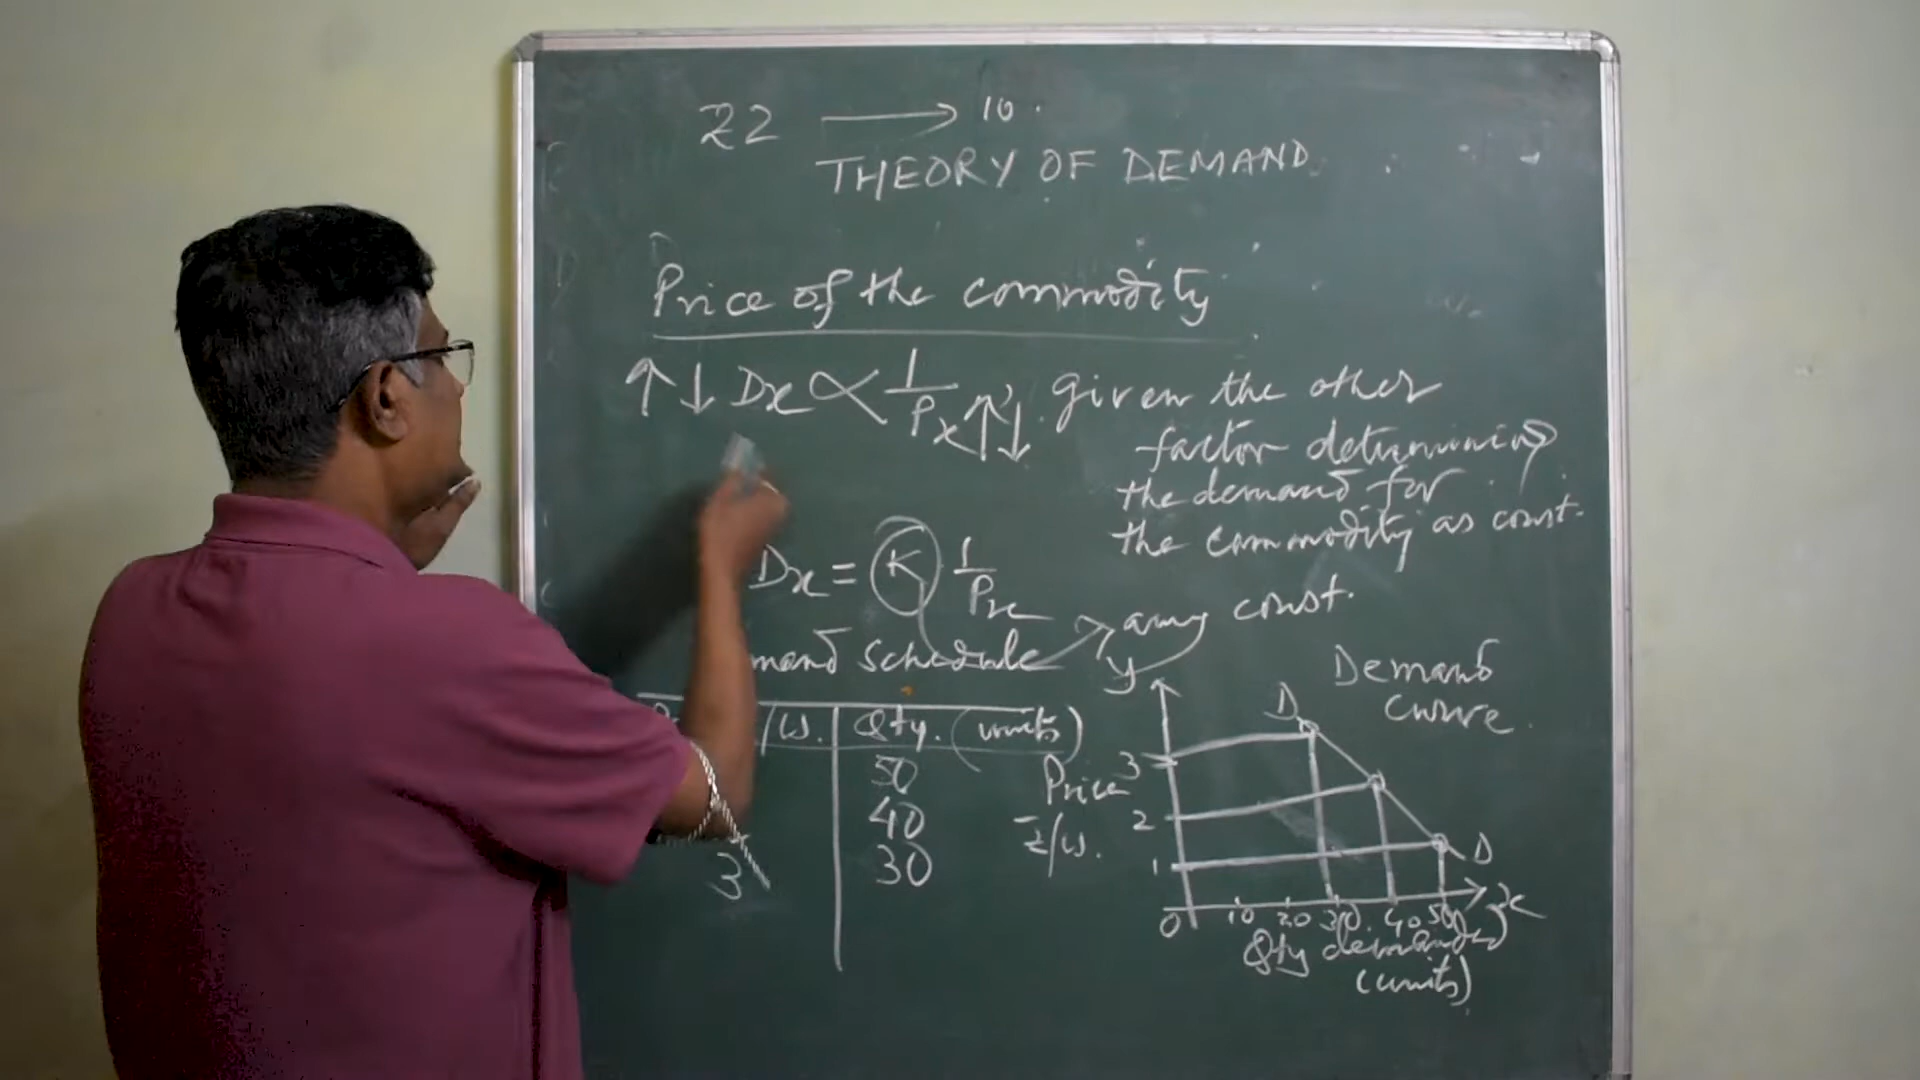 22 → 10
THEORY OF DEMAND
Price of the commodity
↑ ↓ Dx ∝ 1/Px ↑↓ given the other
factor determining
the demand for
the commodity as const.
Dx = K 1/Px
any const.
mand schedule
/u. Qty. (units)
50
40
3 30
Demand
curve
y
D
Price 3
2
/u.
1
D
0 10 20 30 40 50 x
Qty demanded
(units)